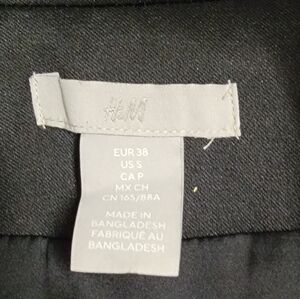 H&M
EUR 38
US S
CA P
MX CH
CN 165/88A
MADE IN
BANGLADESH
FABRIQUÉ AU
BANGLADESH